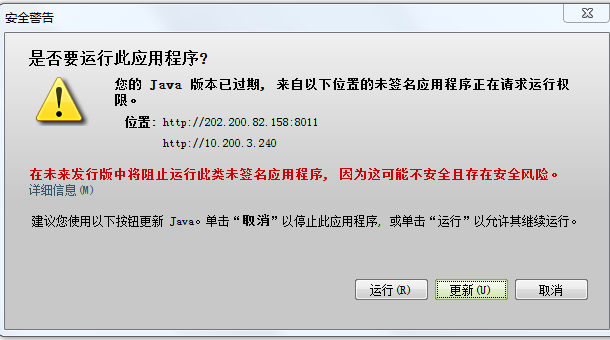 安全警告
是否要运行此应用程序?
您的 Java 版本已过期, 来自以下位置的未签名应用程序正在请求运行权
限。
位置: http://202.200.82.158:8011
http://10.200.3.240
在未来发行版中将阻止运行此类未签名应用程序, 因为这可能不安全且存在安全风险。
详细信息(M)
建议您使用以下按钮更新 Java。单击“取消”以停止此应用程序, 或单击“运行”以允许其继续运行。
运行(R) 更新(U) 取消